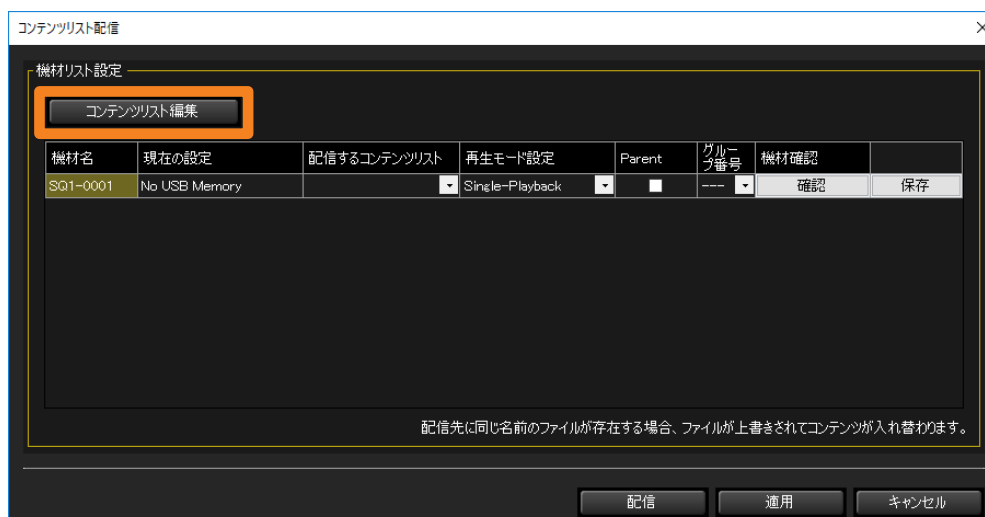 コンテンツリスト配信
機材リスト設定
コンテンツリスト編集
機材名 現在の設定 配信するコンテンツリスト 再生モード設定 Parent グループ番号 機材確認
SQ1-0001 No USB Memory Single-Playback --- 確認 保存
配信先に同じ名前のファイルが存在する場合、ファイルが上書きされてコンテンツが入れ替わります。
配信 適用 キャンセル